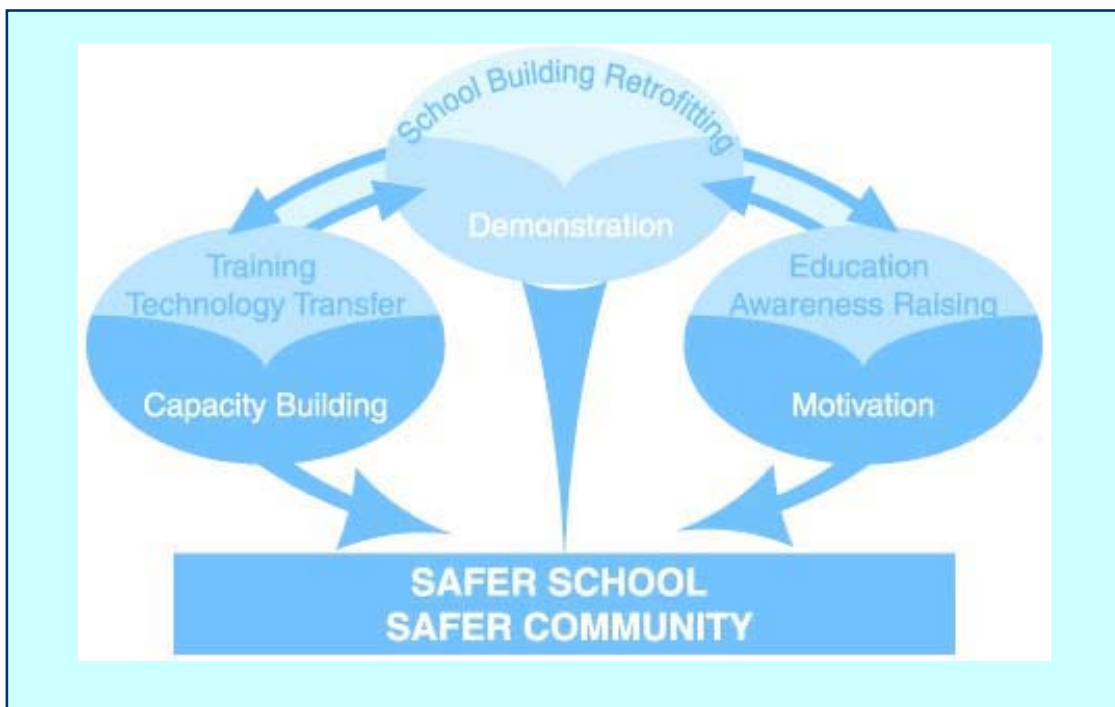 School Building Retrofitting
Demonstration
Training
Technology Transfer
Capacity Building
Education
Awareness Raising
Motivation
SAFER SCHOOL
SAFER COMMUNITY